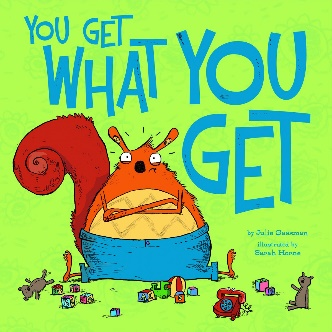 YOU GET
WHAT YOU
GET
by Julie Gassman
illustrated by
Sarah Horne